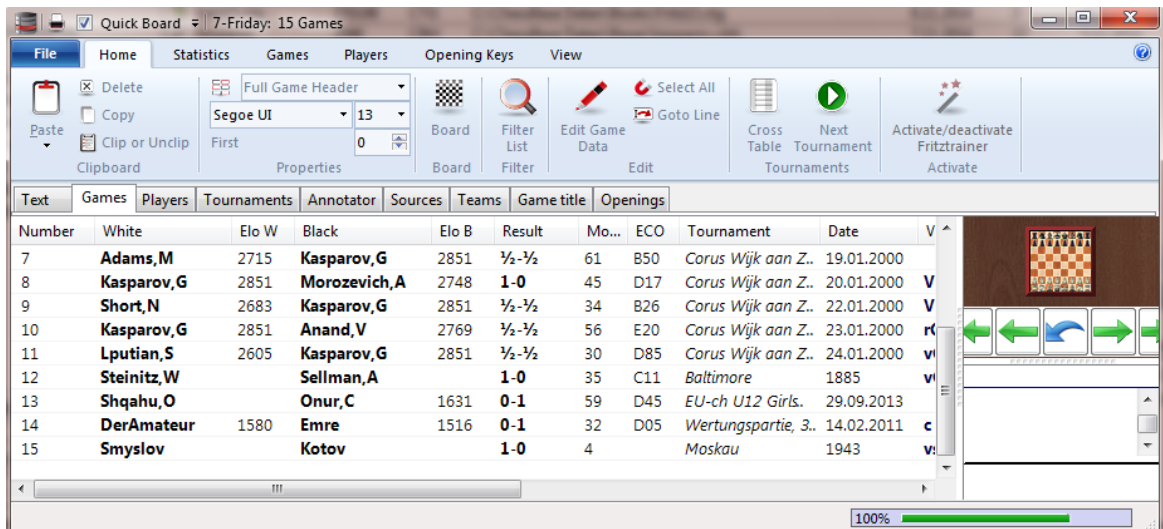 Quick Board 7-Friday: 15 Games
File Home Statistics Games Players Opening Keys View
Paste Delete Copy Clip or Unclip
Clipboard
Full Game Header
Segoe UI 13
First 0
Properties
Board
Board
Filter List
Filter
Edit Game Data Select All Goto Line
Edit
Cross Table Next Tournament
Tournaments
Activate/deactivate Fritztrainer
Activate
Text Games Players Tournaments Annotator Sources Teams Game title Openings
Number White Elo W Black Elo B Result Mo... ECO Tournament Date V
7 Adams,M 2715 Kasparov,G 2851 ½-½ 61 B50 Corus Wijk aan Z.. 19.01.2000
8 Kasparov,G 2851 Morozevich,A 2748 1-0 45 D17 Corus Wijk aan Z.. 20.01.2000 V
9 Short,N 2683 Kasparov,G 2851 ½-½ 34 B26 Corus Wijk aan Z.. 22.01.2000 V
10 Kasparov,G 2851 Anand,V 2769 ½-½ 56 E20 Corus Wijk aan Z.. 23.01.2000
11 Lputian,S 2605 Kasparov,G 2851 ½-½ 30 D85 Corus Wijk aan Z.. 24.01.2000
12 Steinitz,W Sellman,A 1-0 35 C11 Baltimore 1885
13 Shqahu,O Onur,C 1631 0-1 59 D45 EU-ch U12 Girls.. 29.09.2013
14 DerAmateur 1580 Emre 1516 0-1 32 D05 Wertungspartie, 3.. 14.02.2011 c
15 Smyslov Kotov 1-0 4 Moskau 1943
100%